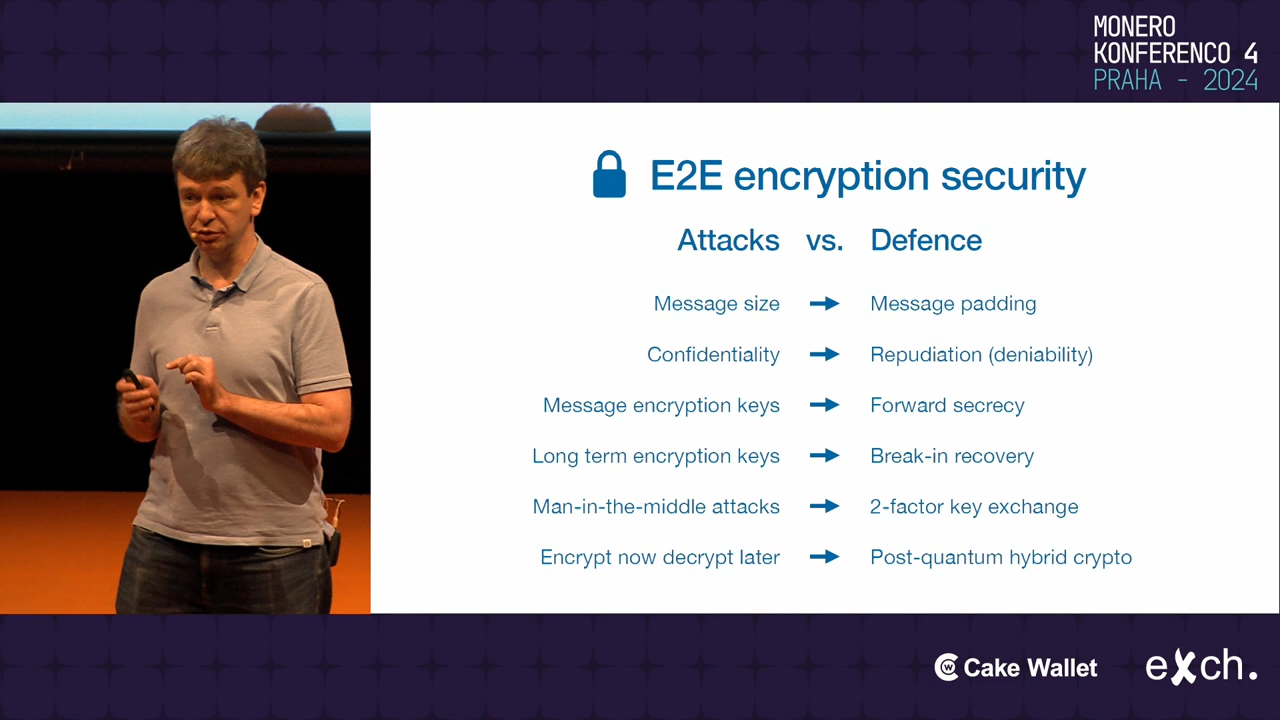 MONERO
KONFERENCO 4
PRAHA - 2024
E2E encryption security
Attacks vs. Defence
Message size → Message padding
Confidentiality → Repudiation (deniability)
Message encryption keys → Forward secrecy
Long term encryption keys → Break-in recovery
Man-in-the-middle attacks → 2-factor key exchange
Encrypt now decrypt later → Post-quantum hybrid crypto
CW Cake Wallet
eXch.